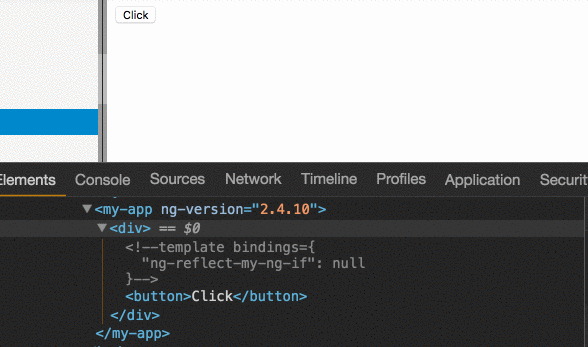 Click
Elements Console Sources Network Timeline Profiles Application Securit
<my-app ng-version="2.4.10">
<div> == $0
<!--template bindings={
"ng-reflect-my-ng-if": null
}-->
<button>Click</button>
</div>
</my-app>